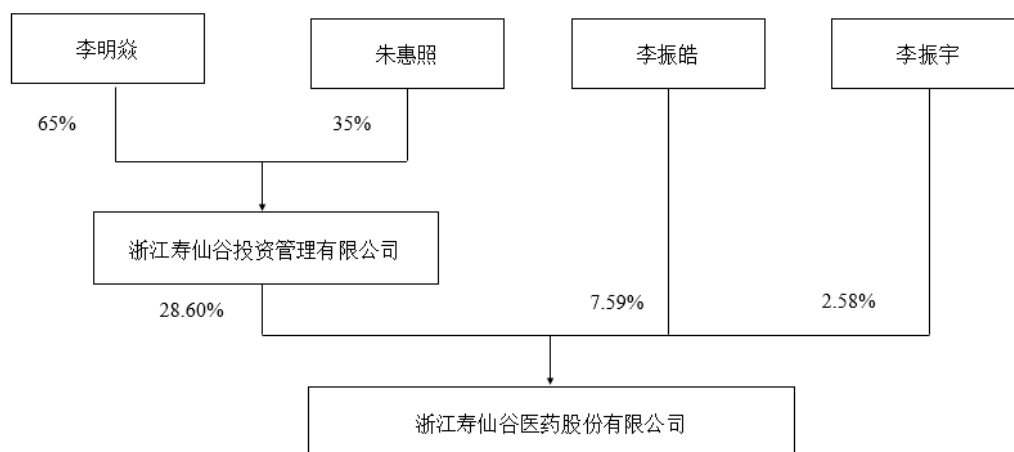 李明焱
朱惠照
李振皓
李振宇
65%
35%
浙江寿仙谷投资管理有限公司
28.60%
7.59%
2.58%
浙江寿仙谷医药股份有限公司